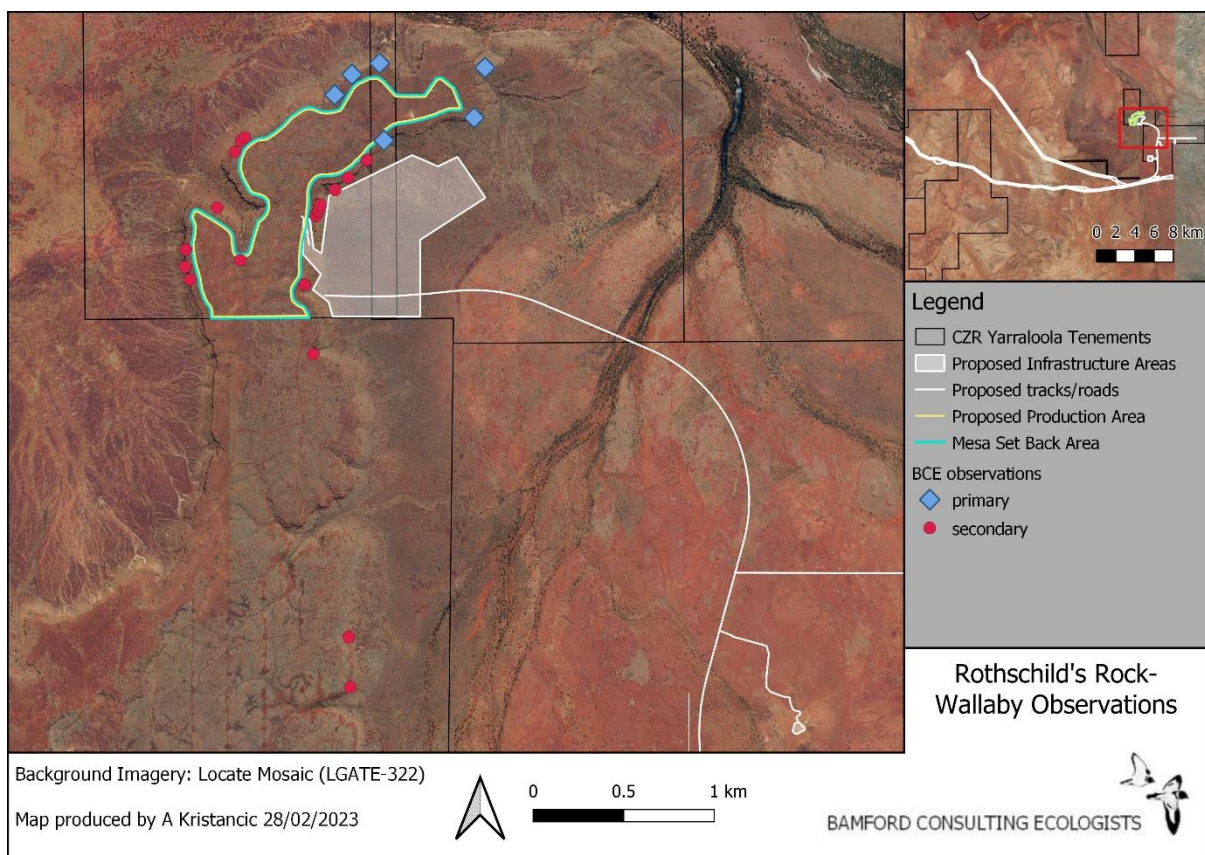 0 2 4 6 8 km
Legend
CZR Yarraloola Tenements
Proposed Infrastructure Areas
Proposed tracks/roads
Proposed Production Area
Mesa Set Back Area
BCE observations
primary
secondary
Rothschild's Rock-
Wallaby Observations
Background Imagery: Locate Mosaic (LGATE-322)
Map produced by A Kristancic 28/02/2023
0 0.5 1 km
BAMFORD CONSULTING ECOLOGISTS